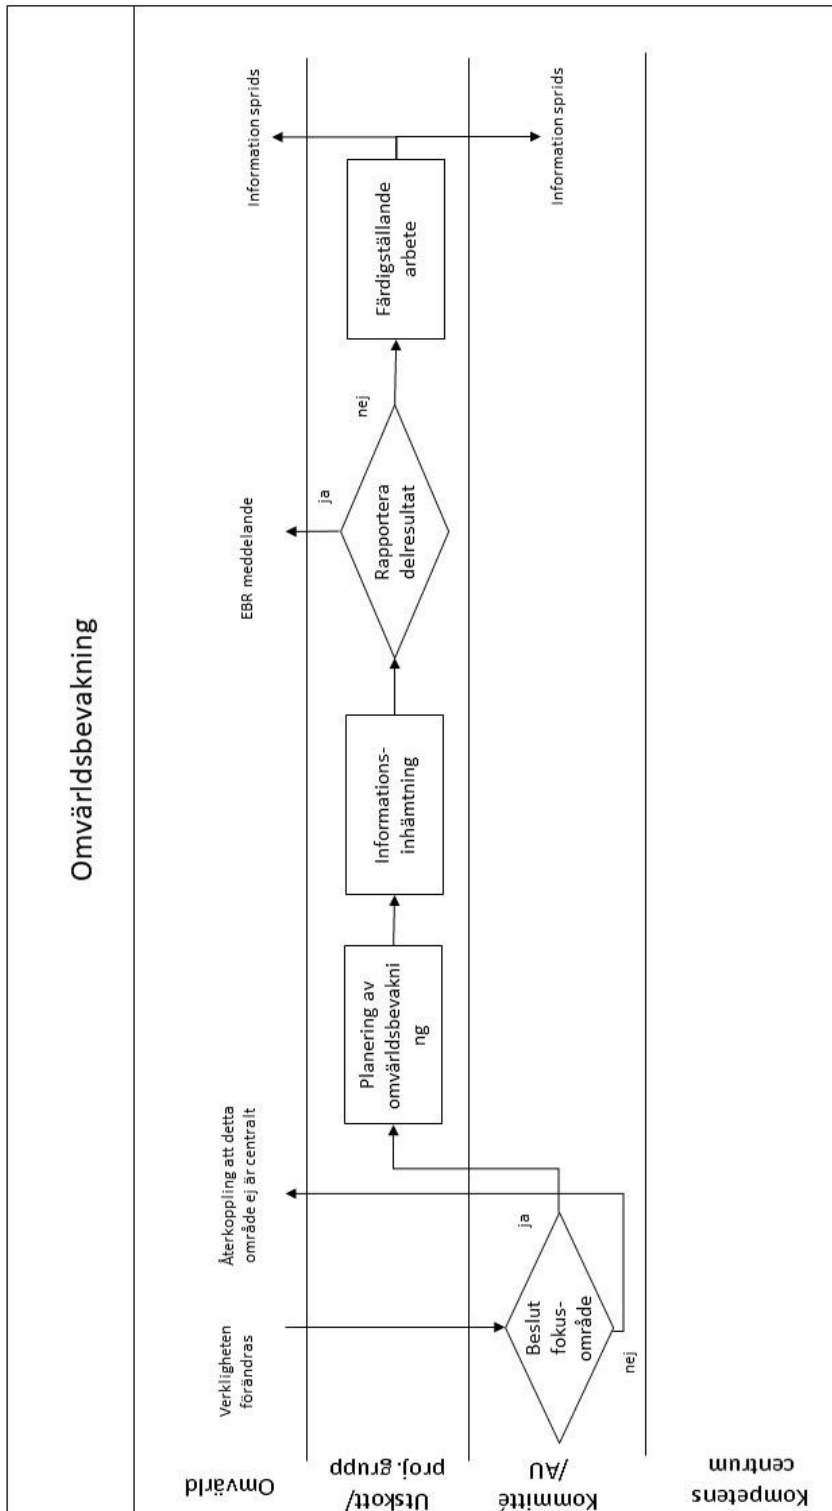 Omvärldsbevakning
Omvärld
Verkligheten
förändras
Återkoppling att detta
område ej är centralt
EBR meddelande
Information sprids
Utskott/
proj.grupp
Planering av
omvärldsbevakni
ng
Informations-
inhämtning
Rapportera
delresultat
ja
nej
Färdigställande
arbete
Kommitté
/AU
Beslut
fokus-
område
ja
nej
Information sprids
Kompetens
centrum